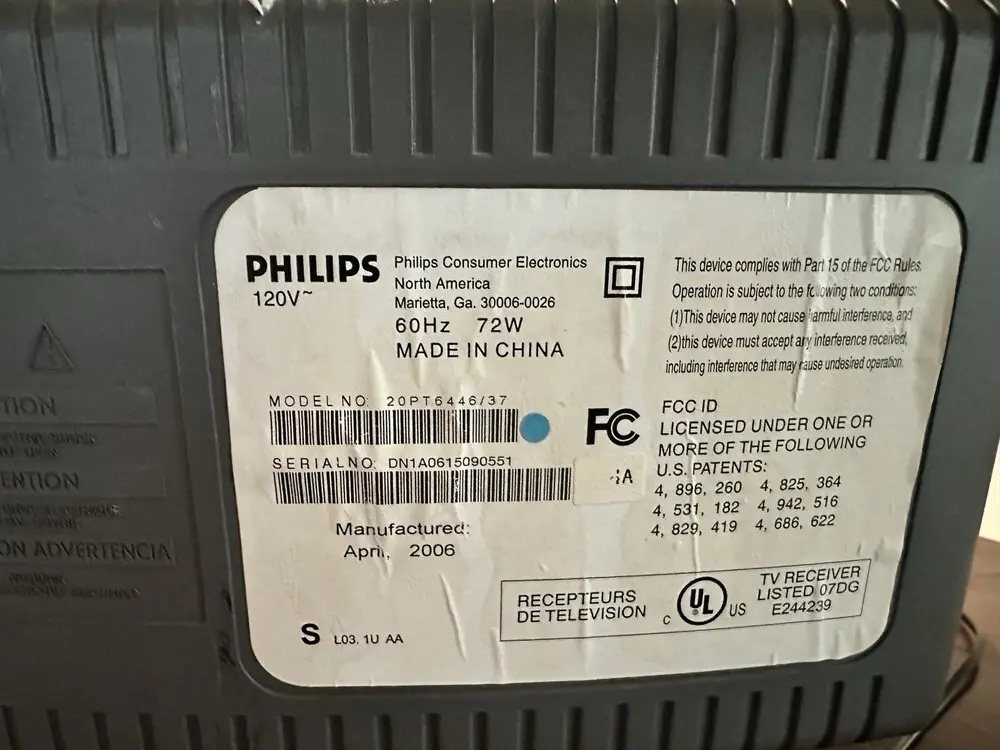 PHILIPS
120V~
Philips Consumer Electronics
North America
Marietta, Ga. 30006-0026
60Hz 72W
MADE IN CHINA
This device complies with Part 15 of the FCC Rules.
Operation is subject to the following two conditions:
(1)This device may not cause harmful interference, and
(2)this device must accept any interference received,
including interference that may cause undesired operation.
MODEL NO: 20PT6446/37
SERIAL NO: DN1A0615090551
Manufactured:
April, 2006
S L03. 1U AA
FC
A
FCC ID
LICENSED UNDER ONE OR
MORE OF THE FOLLOWING
U.S. PATENTS:
4, 896, 260 4, 825, 364
4, 531, 182 4, 942, 516
4, 829, 419 4, 686, 622
RECEPTEURS
DE TELEVISION
C UL US
TV RECEIVER
LISTED 07DG
E244239
TION
ENTION
ON ADVERTENCIA